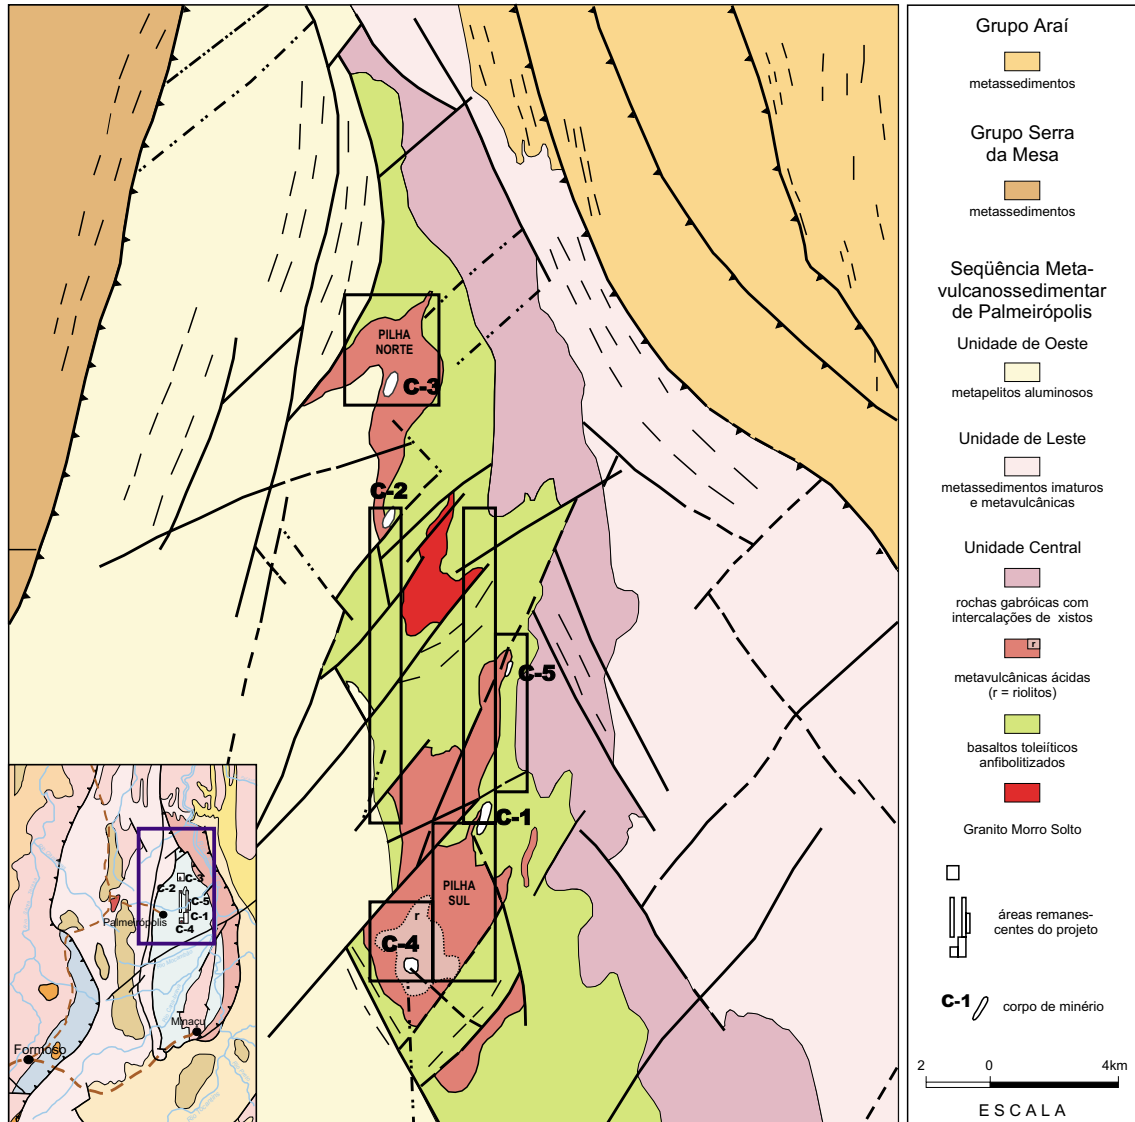 PILHA
NORTE
C-3
C-2
C-5
C-1
PILHA
SUL
r
C-4
C-3
C-2
C-5
C-1
C-4
Palmeirópolis
Minaçu
Formoso
Grupo Araí
metassedimentos
Grupo Serra
da Mesa
metassedimentos
Seqüência Meta-
vulcanossedimentar
de Palmeirópolis
Unidade de Oeste
metapelitos aluminosos
Unidade de Leste
metassedimentos imaturos
e metavulcânicas
Unidade Central
rochas gabróicas com
intercalações de xistos
r
metavulcânicas ácidas
(r = riolitos)
basaltos toleiíticos
anfibolitizados
Granito Morro Solto
áreas remanes-
centes do projeto
C-1
corpo de minério
2 0 4km
ESCALA